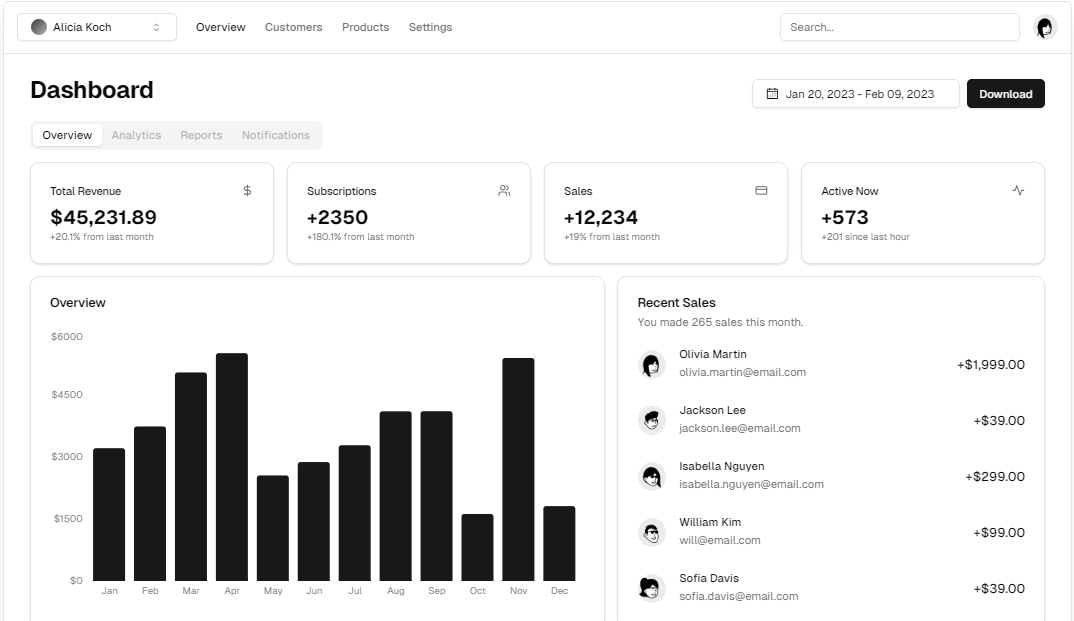 Alicia Koch
Overview Customers Products Settings
Search...
Dashboard
Jan 20, 2023 - Feb 09, 2023
Download
Overview Analytics Reports Notifications
Total Revenue
$45,231.89
+20.1% from last month
Subscriptions
+2350
+180.1% from last month
Sales
+12,234
+19% from last month
Active Now
+573
+201 since last hour
Overview
$6000
$4500
$3000
$1500
$0
Jan Feb Mar Apr May Jun Jul Aug Sep Oct Nov Dec
Recent Sales
You made 265 sales this month.
Olivia Martin
olivia.martin@email.com
+$1,999.00
Jackson Lee
jackson.lee@email.com
+$39.00
Isabella Nguyen
isabella.nguyen@email.com
+$299.00
William Kim
will@email.com
+$99.00
Sofia Davis
sofia.davis@email.com
+$39.00